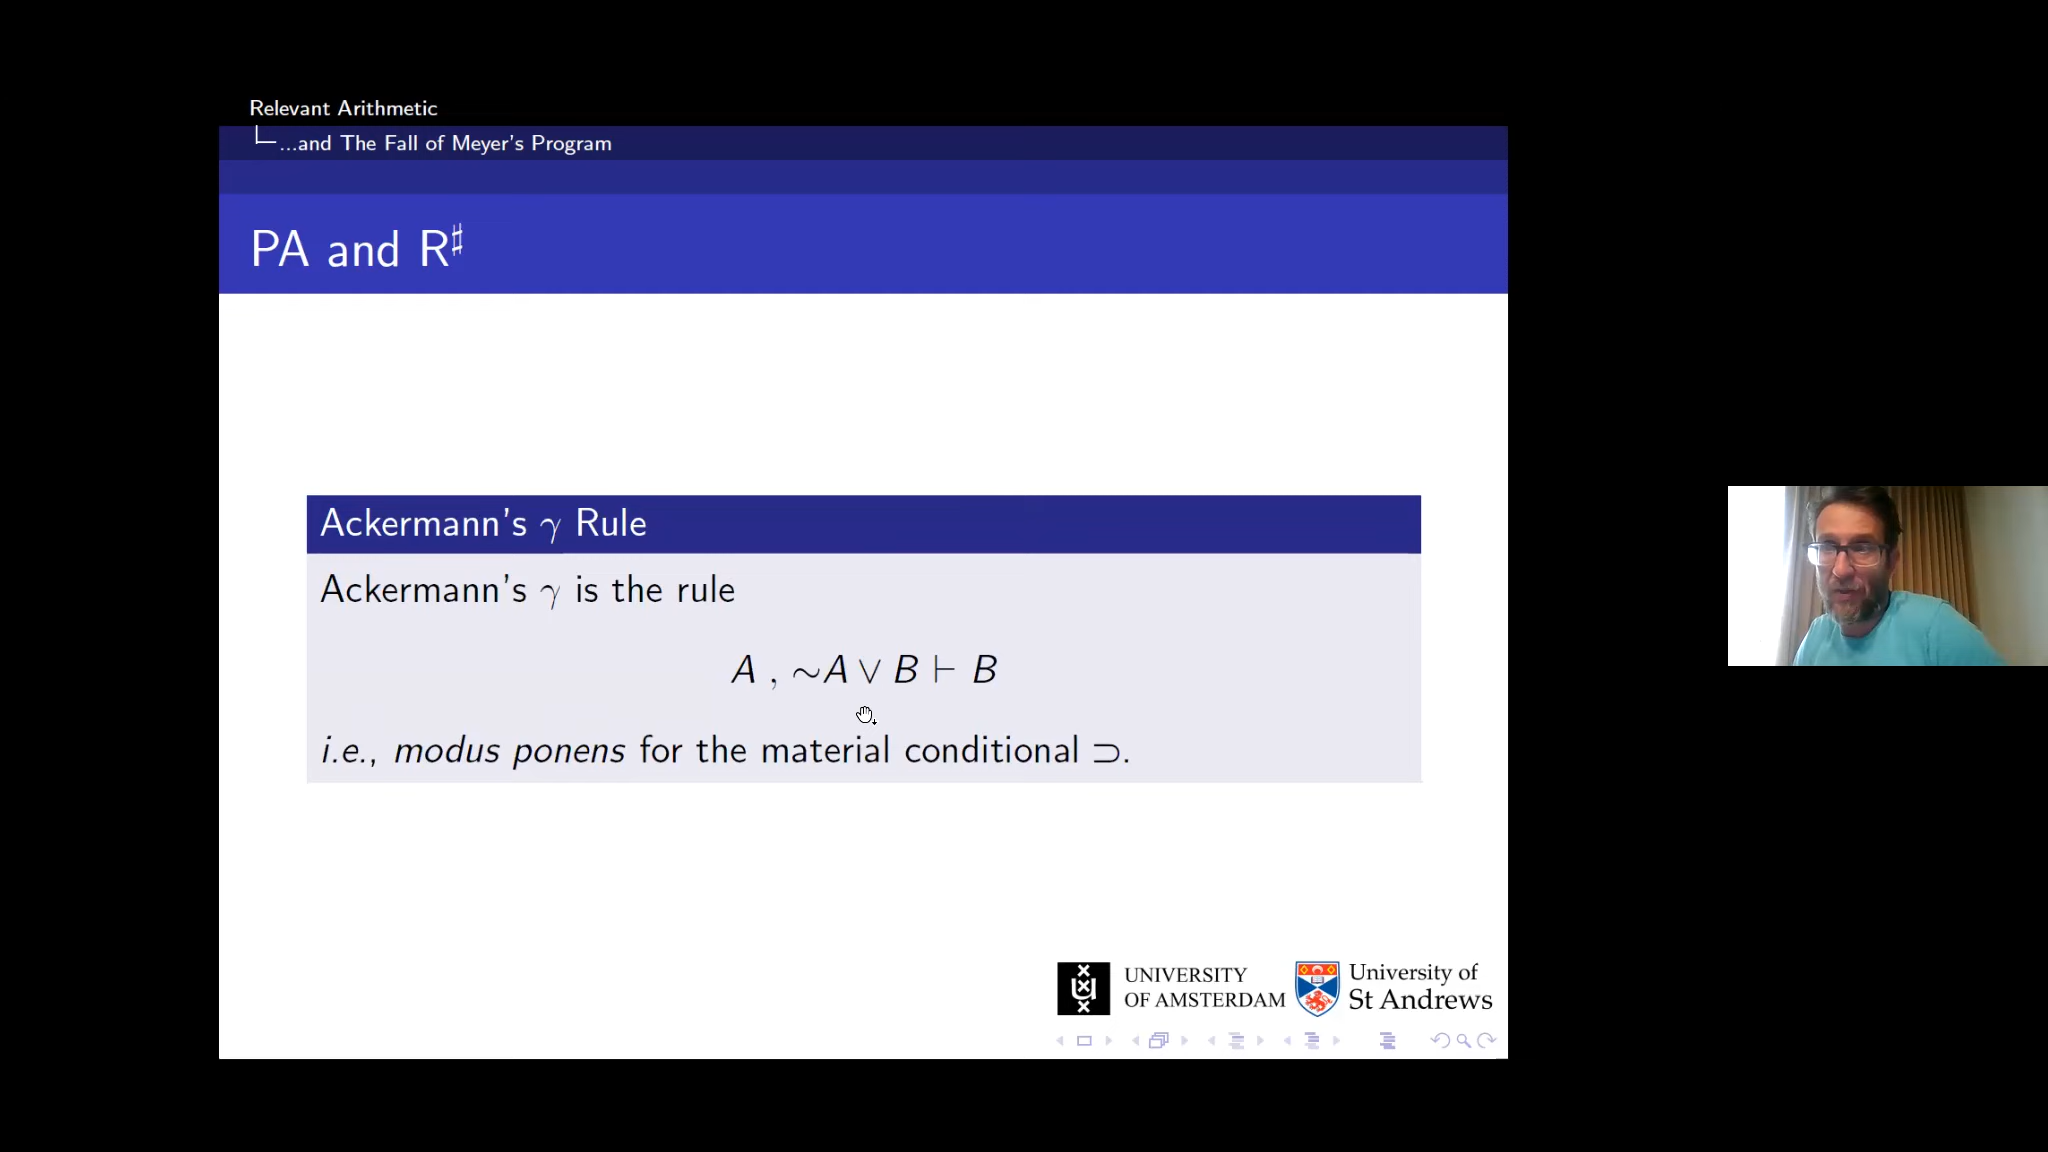 Relevant Arithmetic
...and The Fall of Meyer's Program
PA and R♯
Ackermann's γ Rule
Ackermann's γ is the rule
A , ∼A ∨ B ⊢ B
i.e., modus ponens for the material conditional ⊃.
UNIVERSITY
OF AMSTERDAM
University of
St Andrews